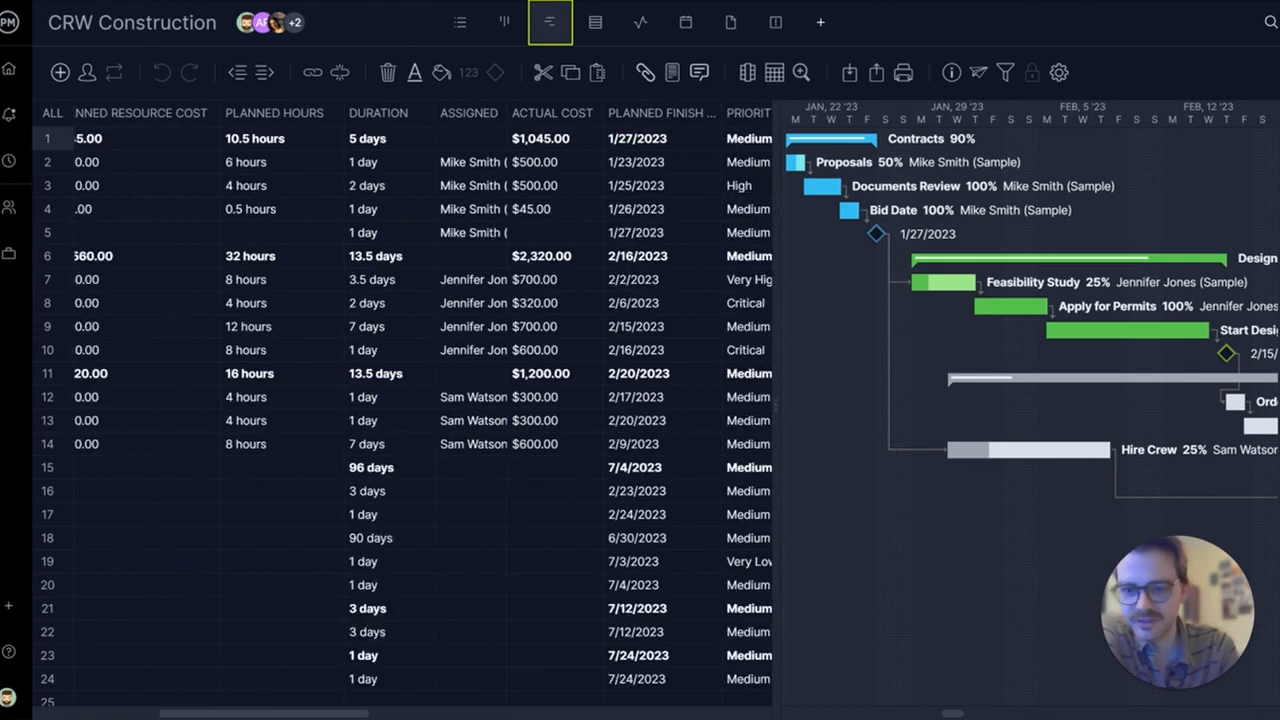 PM CRW Construction AF +2
123
ALL NNED RESOURCE COST PLANNED HOURS DURATION ASSIGNED ACTUAL COST PLANNED FINISH ... PRIORIT
JAN, 22 '23 JAN, 29 '23 FEB, 5 '23 FEB, 12 '23
M T W T F S S M T W T F S S M T W T F S S M T W T F S
1 5.00 10.5 hours 5 days $1,045.00 1/27/2023 Medium Contracts 90%
2 0.00 6 hours 1 day Mike Smith ( $500.00 1/23/2023 Medium Proposals 50% Mike Smith (Sample)
3 0.00 4 hours 2 days Mike Smith ( $500.00 1/25/2023 High Documents Review 100% Mike Smith (Sample)
4 .00 0.5 hours 1 day Mike Smith ( $45.00 1/26/2023 Medium Bid Date 100% Mike Smith (Sample)
5 1 day Mike Smith ( 1/27/2023 Medium 1/27/2023
6 560.00 32 hours 13.5 days $2,320.00 2/16/2023 Medium Design
7 0.00 8 hours 3.5 days Jennifer Jon $700.00 2/2/2023 Very Hig Feasibility Study 25% Jennifer Jones (Sample)
8 0.00 4 hours 2 days Jennifer Jon $320.00 2/6/2023 Critical Apply for Permits 100% Jennifer Jones
9 0.00 12 hours 7 days Jennifer Jon $700.00 2/15/2023 Medium Start Desi
10 0.00 8 hours 1 day Jennifer Jon $600.00 2/16/2023 Critical 2/15/
11 20.00 16 hours 13.5 days $1,200.00 2/20/2023 Medium
12 0.00 4 hours 1 day Sam Watson $300.00 2/17/2023 Medium Ord
13 0.00 4 hours 1 day Sam Watson $300.00 2/20/2023 Medium
14 0.00 8 hours 7 days Sam Watson $600.00 2/9/2023 Medium Hire Crew 25% Sam Watson
15 96 days 7/4/2023 Medium
16 3 days 2/23/2023 Medium
17 1 day 2/24/2023 Medium
18 90 days 6/30/2023 Medium
19 1 day 7/3/2023 Very Lov
20 1 day 7/4/2023 Medium
21 3 days 7/12/2023 Medium
22 3 days 7/12/2023 Medium
23 1 day 7/24/2023 Medium
24 1 day 7/24/2023 Medium
25